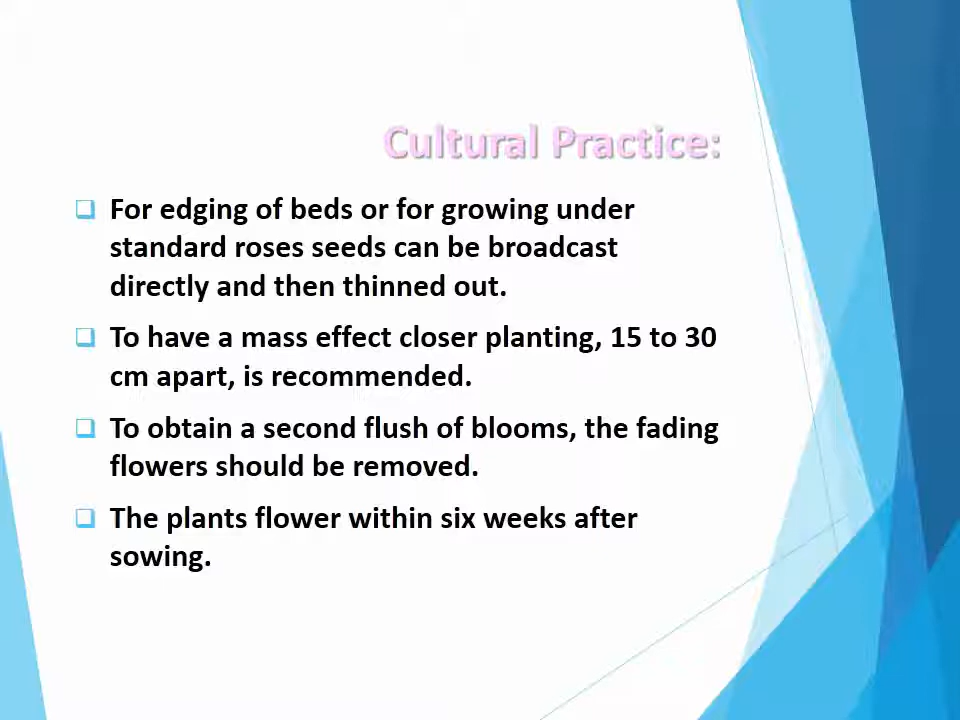 Cultural Practice:
For edging of beds or for growing under
standard roses seeds can be broadcast
directly and then thinned out.
To have a mass effect closer planting, 15 to 30
cm apart, is recommended.
To obtain a second flush of blooms, the fading
flowers should be removed.
The plants flower within six weeks after
sowing.